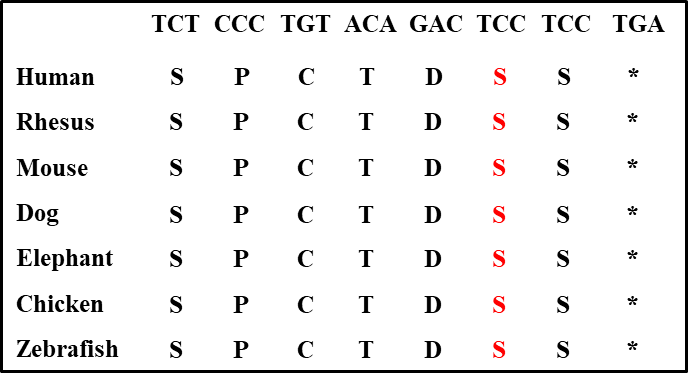 TCT CCC TGT ACA GAC TCC TCC TGA
Human S P C T D S S *
Rhesus S P C T D S S *
Mouse S P C T D S S *
Dog S P C T D S S *
Elephant S P C T D S S *
Chicken S P C T D S S *
Zebrafish S P C T D S S *